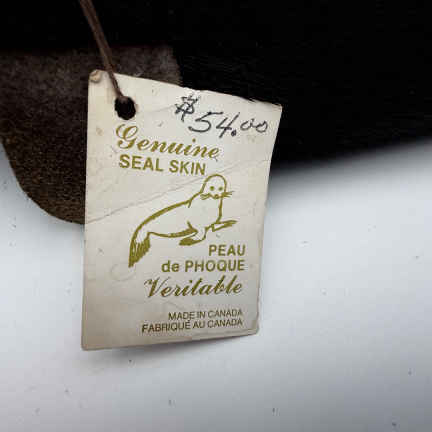 $54.00
Genuine
SEAL SKIN
PEAU
de PHOQUE
Veritable
MADE IN CANADA
FABRIQUÉ AU CANADA